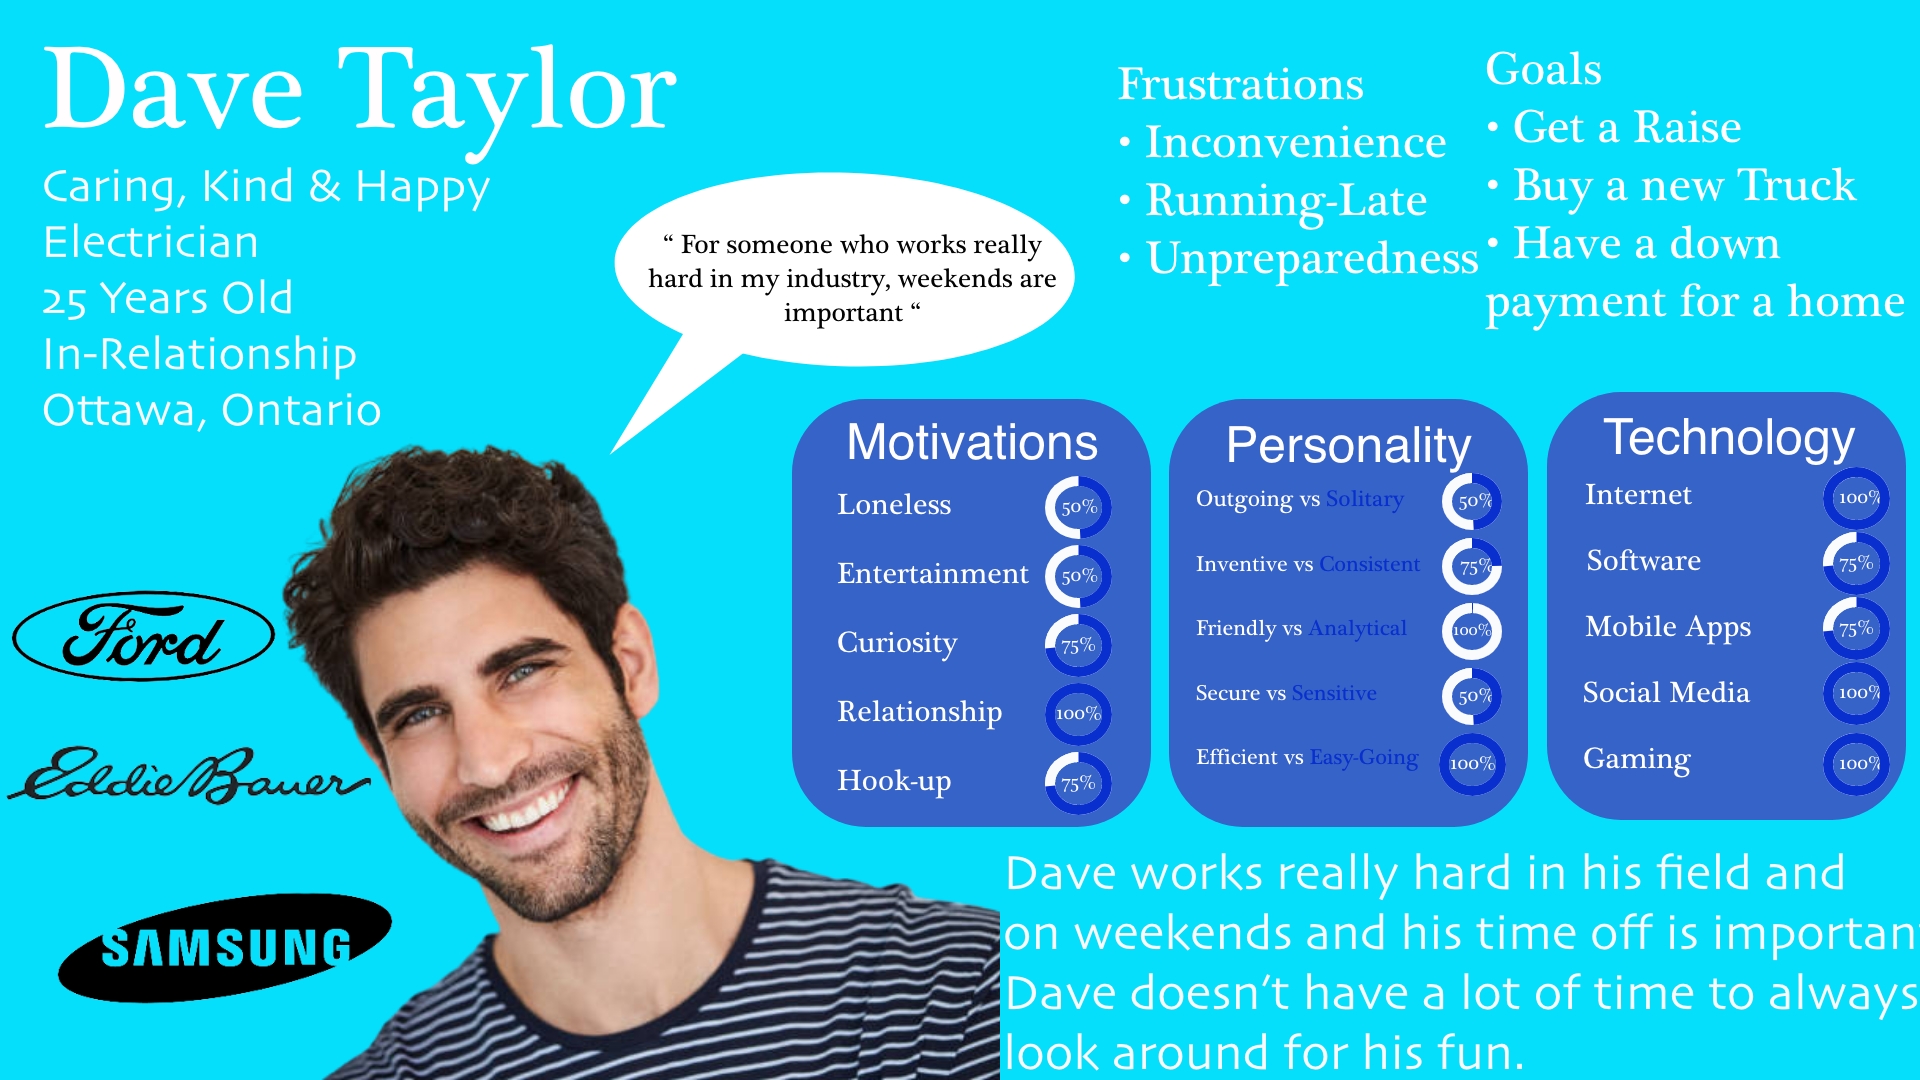 Dave Taylor
Caring, Kind & Happy
Electrician
25 Years Old
In-Relationship
Ottawa, Ontario
“ For someone who works really
hard in my industry, weekends are
important “
Frustrations
• Inconvenience
• Running-Late
• Unpreparedness
Goals
• Get a Raise
• Buy a new Truck
• Have a down
payment for a home
Ford
Eddie Bauer
SAMSUNG
Motivations
Loneless 50%
Entertainment 50%
Curiosity 75%
Relationship 100%
Hook-up 75%
Personality
Outgoing vs Solitary 50%
Inventive vs Consistent 75%
Friendly vs Analytical 100%
Secure vs Sensitive 50%
Efficient vs Easy-Going 100%
Technology
Internet 100%
Software 75%
Mobile Apps 75%
Social Media 100%
Gaming 100%
Dave works really hard in his field and
on weekends and his time off is important
Dave doesn’t have a lot of time to always
look around for his fun.